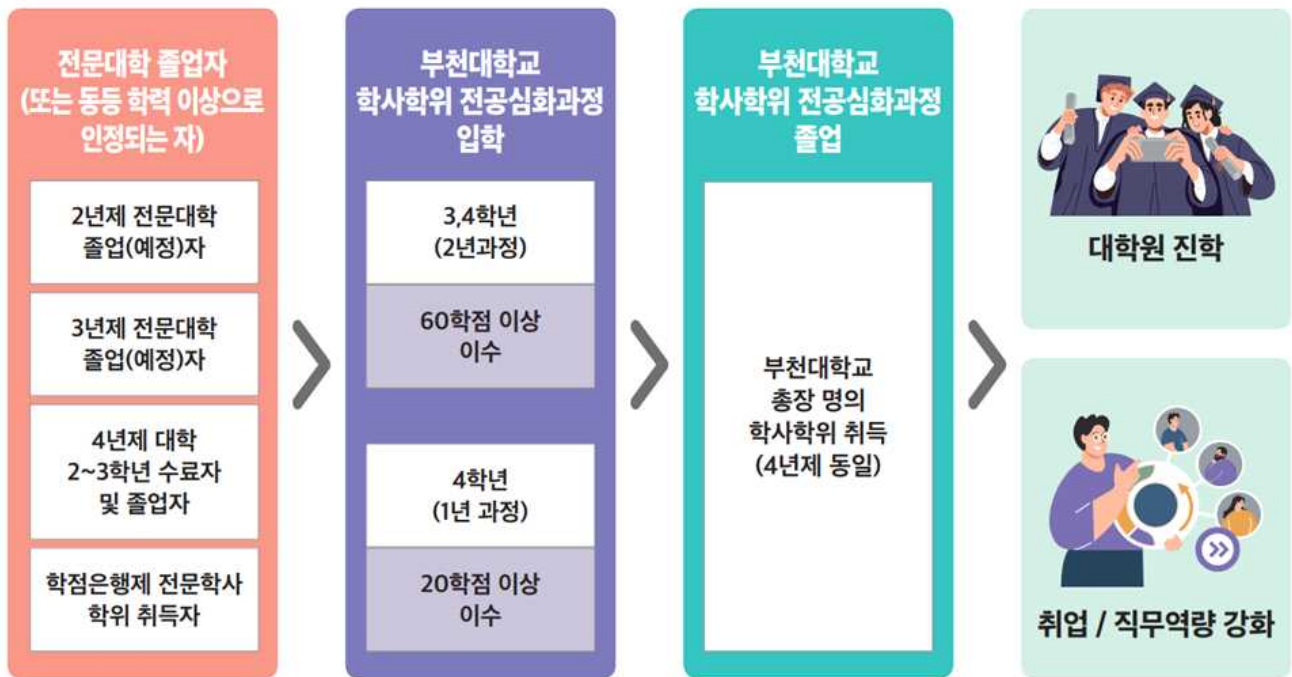 전문대학 졸업자
(또는 동등 학력 이상으로
인정되는 자)
2년제 전문대학
졸업(예정)자
3년제 전문대학
졸업(예정)자
4년제 대학
2~3학년 수료자
및 졸업자
학점은행제 전문학사
학위 취득자
부천대학교
학사학위 전공심화과정
입학
3,4학년
(2년과정)
60학점 이상
이수
4학년
(1년 과정)
20학점 이상
이수
부천대학교
학사학위 전공심화과정
졸업
부천대학교
총장 명의
학사학위 취득
(4년제 동일)
대학원 진학
취업 / 직무역량 강화